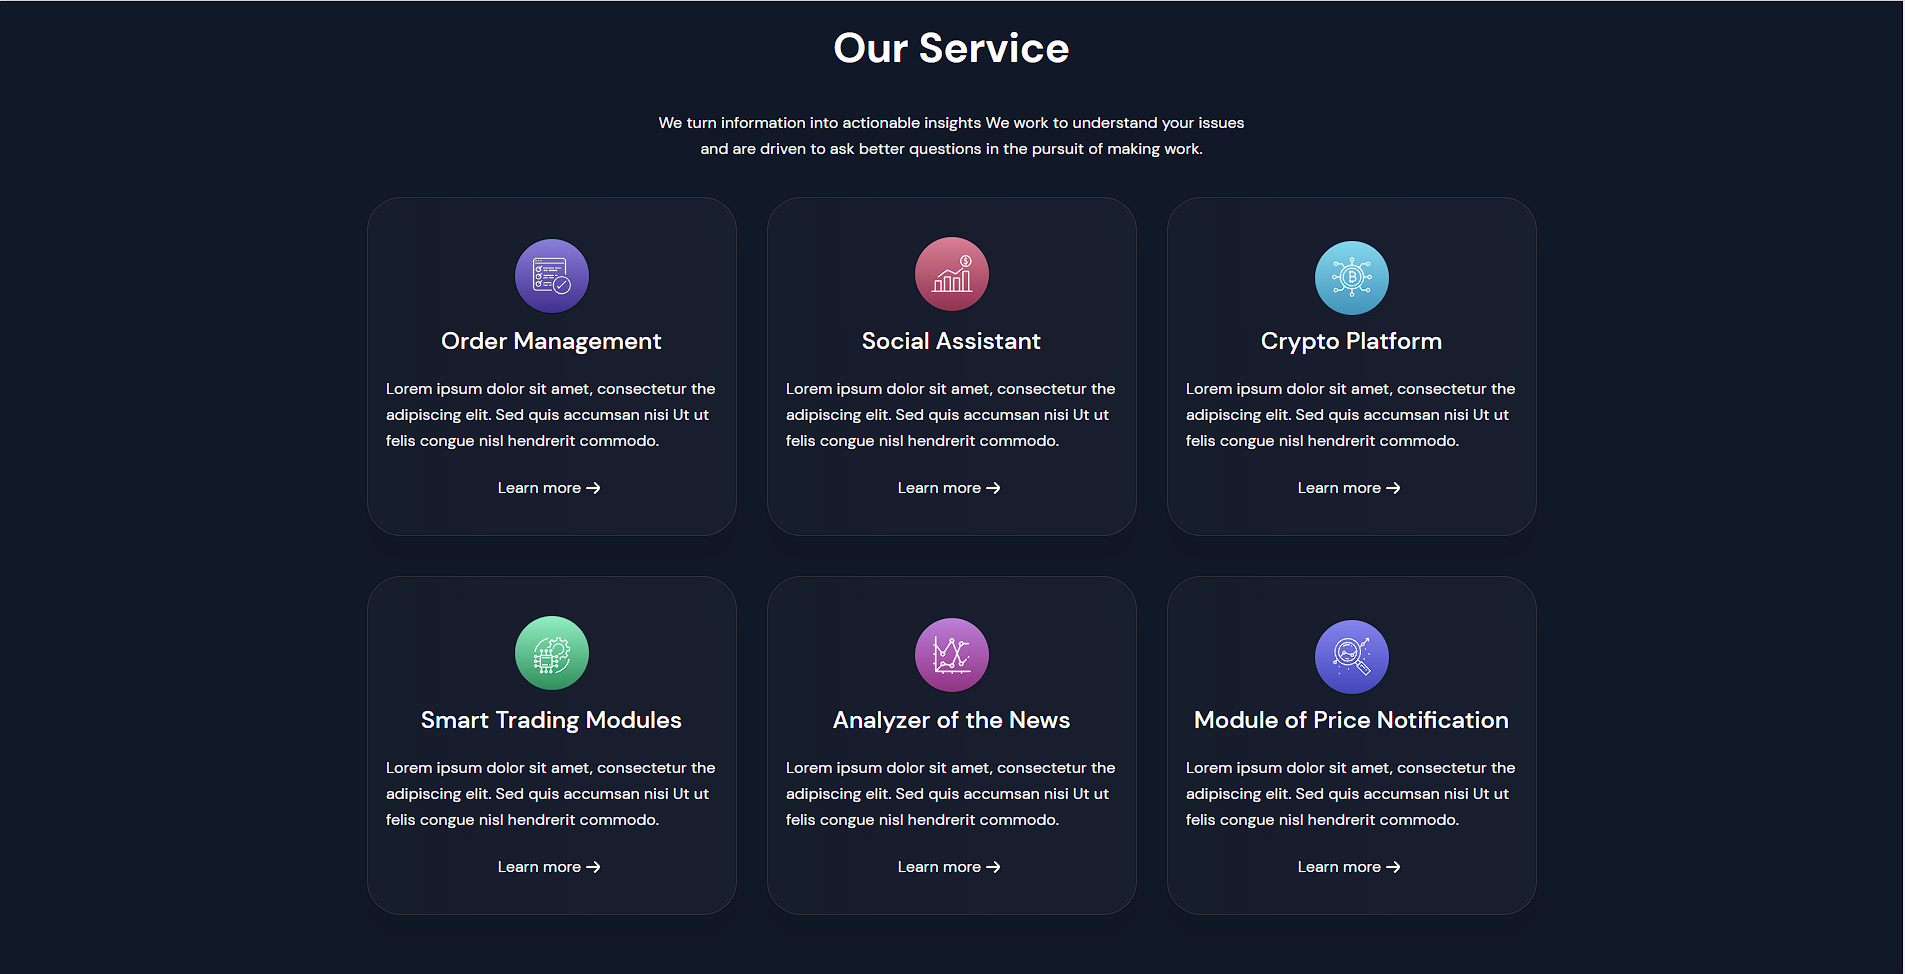 Our Service
We turn information into actionable insights We work to understand your issues
and are driven to ask better questions in the pursuit of making work.
Order Management
Lorem ipsum dolor sit amet, consectetur the
adipiscing elit. Sed quis accumsan nisi Ut ut
felis congue nisl hendrerit commodo.
Learn more →
Social Assistant
Lorem ipsum dolor sit amet, consectetur the
adipiscing elit. Sed quis accumsan nisi Ut ut
felis congue nisl hendrerit commodo.
Learn more →
Crypto Platform
Lorem ipsum dolor sit amet, consectetur the
adipiscing elit. Sed quis accumsan nisi Ut ut
felis congue nisl hendrerit commodo.
Learn more →
Smart Trading Modules
Lorem ipsum dolor sit amet, consectetur the
adipiscing elit. Sed quis accumsan nisi Ut ut
felis congue nisl hendrerit commodo.
Learn more →
Analyzer of the News
Lorem ipsum dolor sit amet, consectetur the
adipiscing elit. Sed quis accumsan nisi Ut ut
felis congue nisl hendrerit commodo.
Learn more →
Module of Price Notification
Lorem ipsum dolor sit amet, consectetur the
adipiscing elit. Sed quis accumsan nisi Ut ut
felis congue nisl hendrerit commodo.
Learn more →